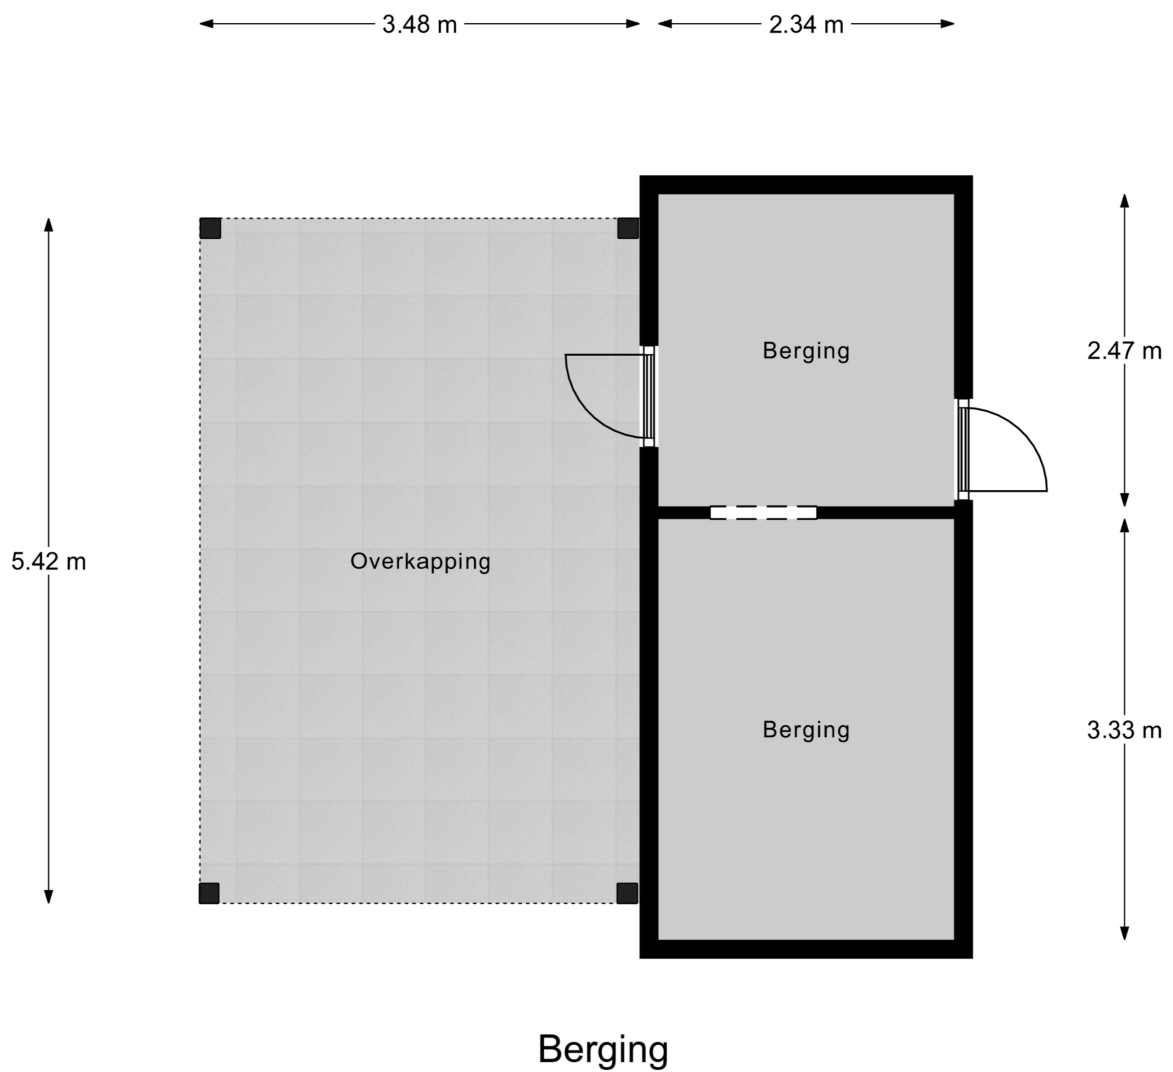 3.48 m
2.34 m
Berging
2.47 m
5.42 m
Overkapping
Berging
3.33 m
Berging